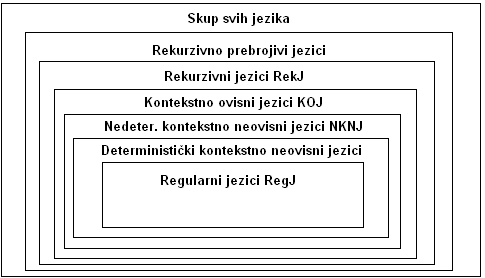 Skup svih jezika
Rekurzivno prebrojivi jezici
Rekurzivni jezici RekJ
Kontekstno ovisni jezici KOJ
Nedeter. kontekstno neovisni jezici NKNJ
Deterministički kontekstno neovisni jezici
Regularni jezici RegJ